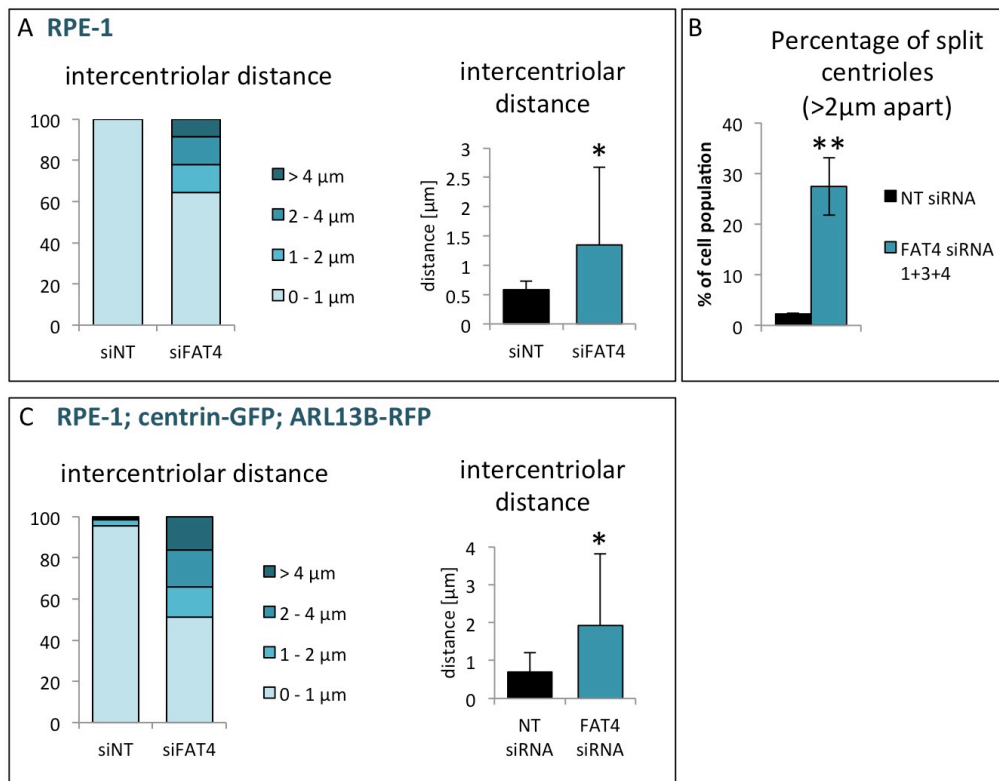 A RPE-1
intercentriolar distance
100
80
60
40
20
0
siNT
siFAT4
> 4 µm
2 - 4 µm
1 - 2 µm
0 - 1 µm
intercentriolar
distance
distance [µm]
3
2.5
2
1.5
1
0.5
0
*
siNT
siFAT4
B
Percentage of split
centrioles
(>2µm apart)
% of cell population
40
30
20
10
0
**
NT siRNA
FAT4 siRNA
1+3+4
C RPE-1; centrin-GFP; ARL13B-RFP
intercentriolar distance
100
80
60
40
20
0
siNT
siFAT4
> 4 µm
2 - 4 µm
1 - 2 µm
0 - 1 µm
intercentriolar
distance
distance [µm]
4
3
2
1
0
*
NT
siRNA
FAT4
siRNA